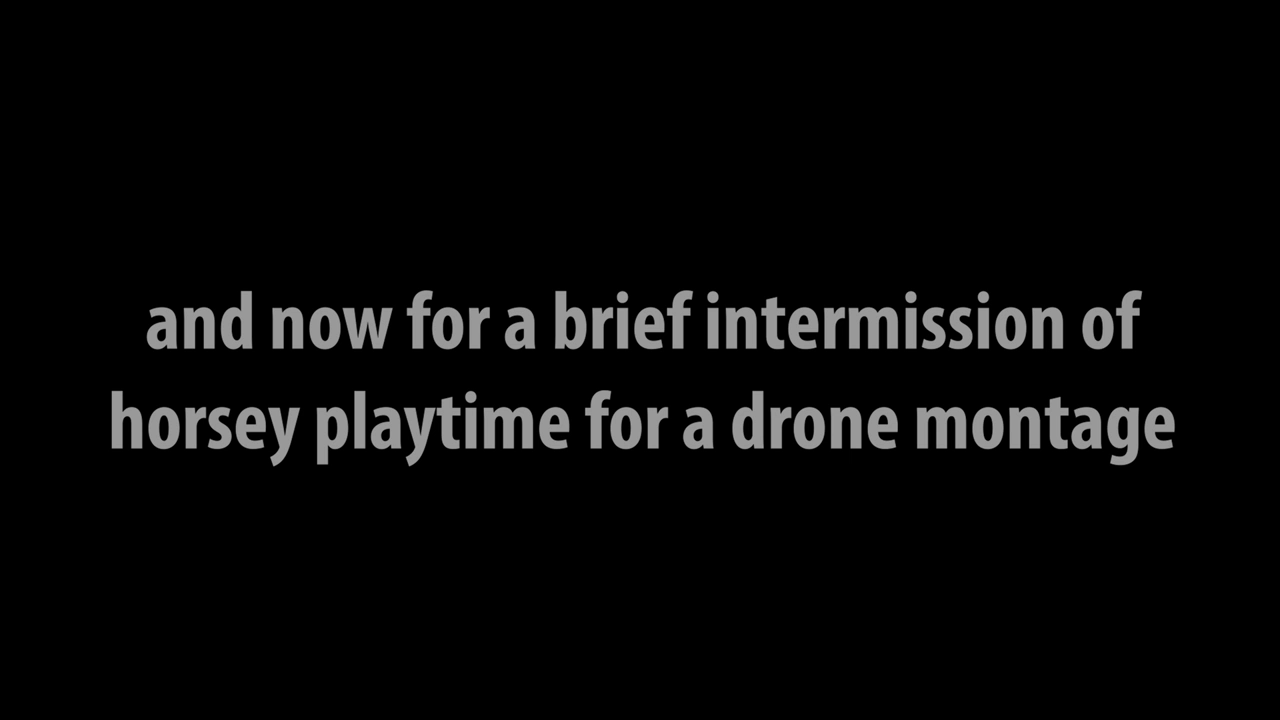 and now for a brief intermission of
horsey playtime for a drone montage